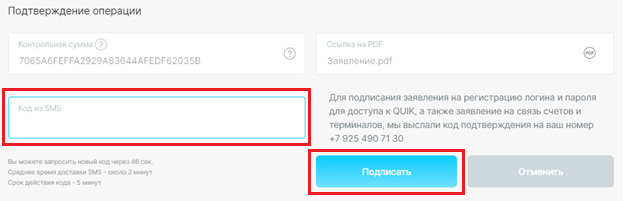 Подтверждение операции
Контрольная сумма ?
7065A6FEFFA2929A83644AFEDF62035B ?
Ссылка на PDF
Заявление.pdf PDF
Код из SMS
Для подписания заявления на регистрацию логина и пароля
для доступа к QUIK, а также заявление на связь счетов и
терминалов, мы выслали код подтверждения на ваш номер
+7 925 490 71 30
Вы можете запросить новый код через 46 сек.
Среднее время доставки SMS - около 2 минут
Срок действия кода - 5 минут
Подписать
Отменить